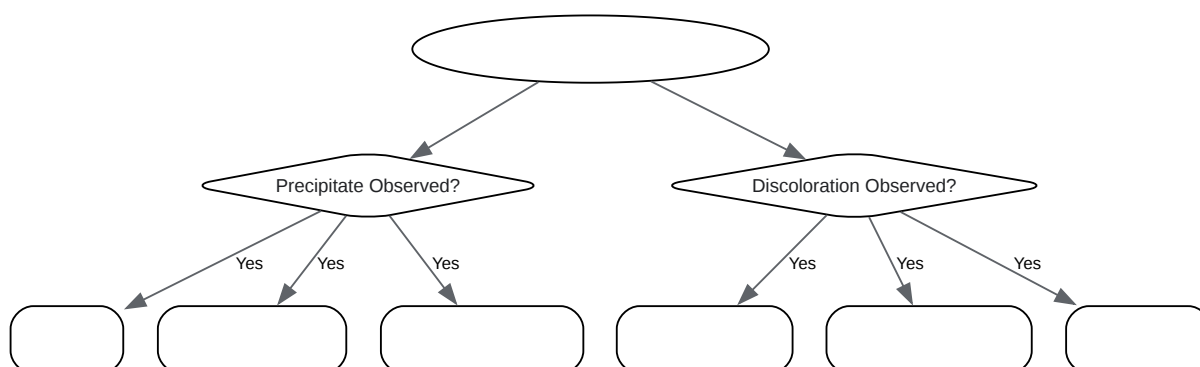 Precipitate Observed?
Discoloration Observed?
Yes
Yes
Yes
Yes
Yes
Yes